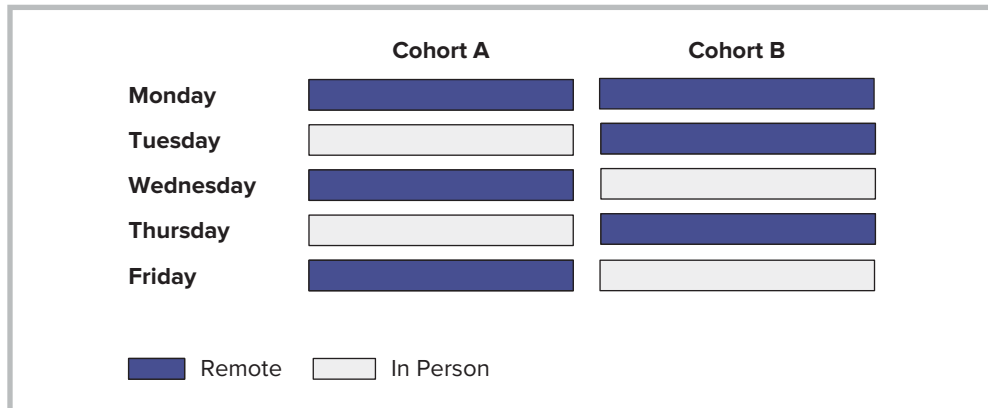 Cohort A Cohort B
Monday
Tuesday
Wednesday
Thursday
Friday
Remote In Person